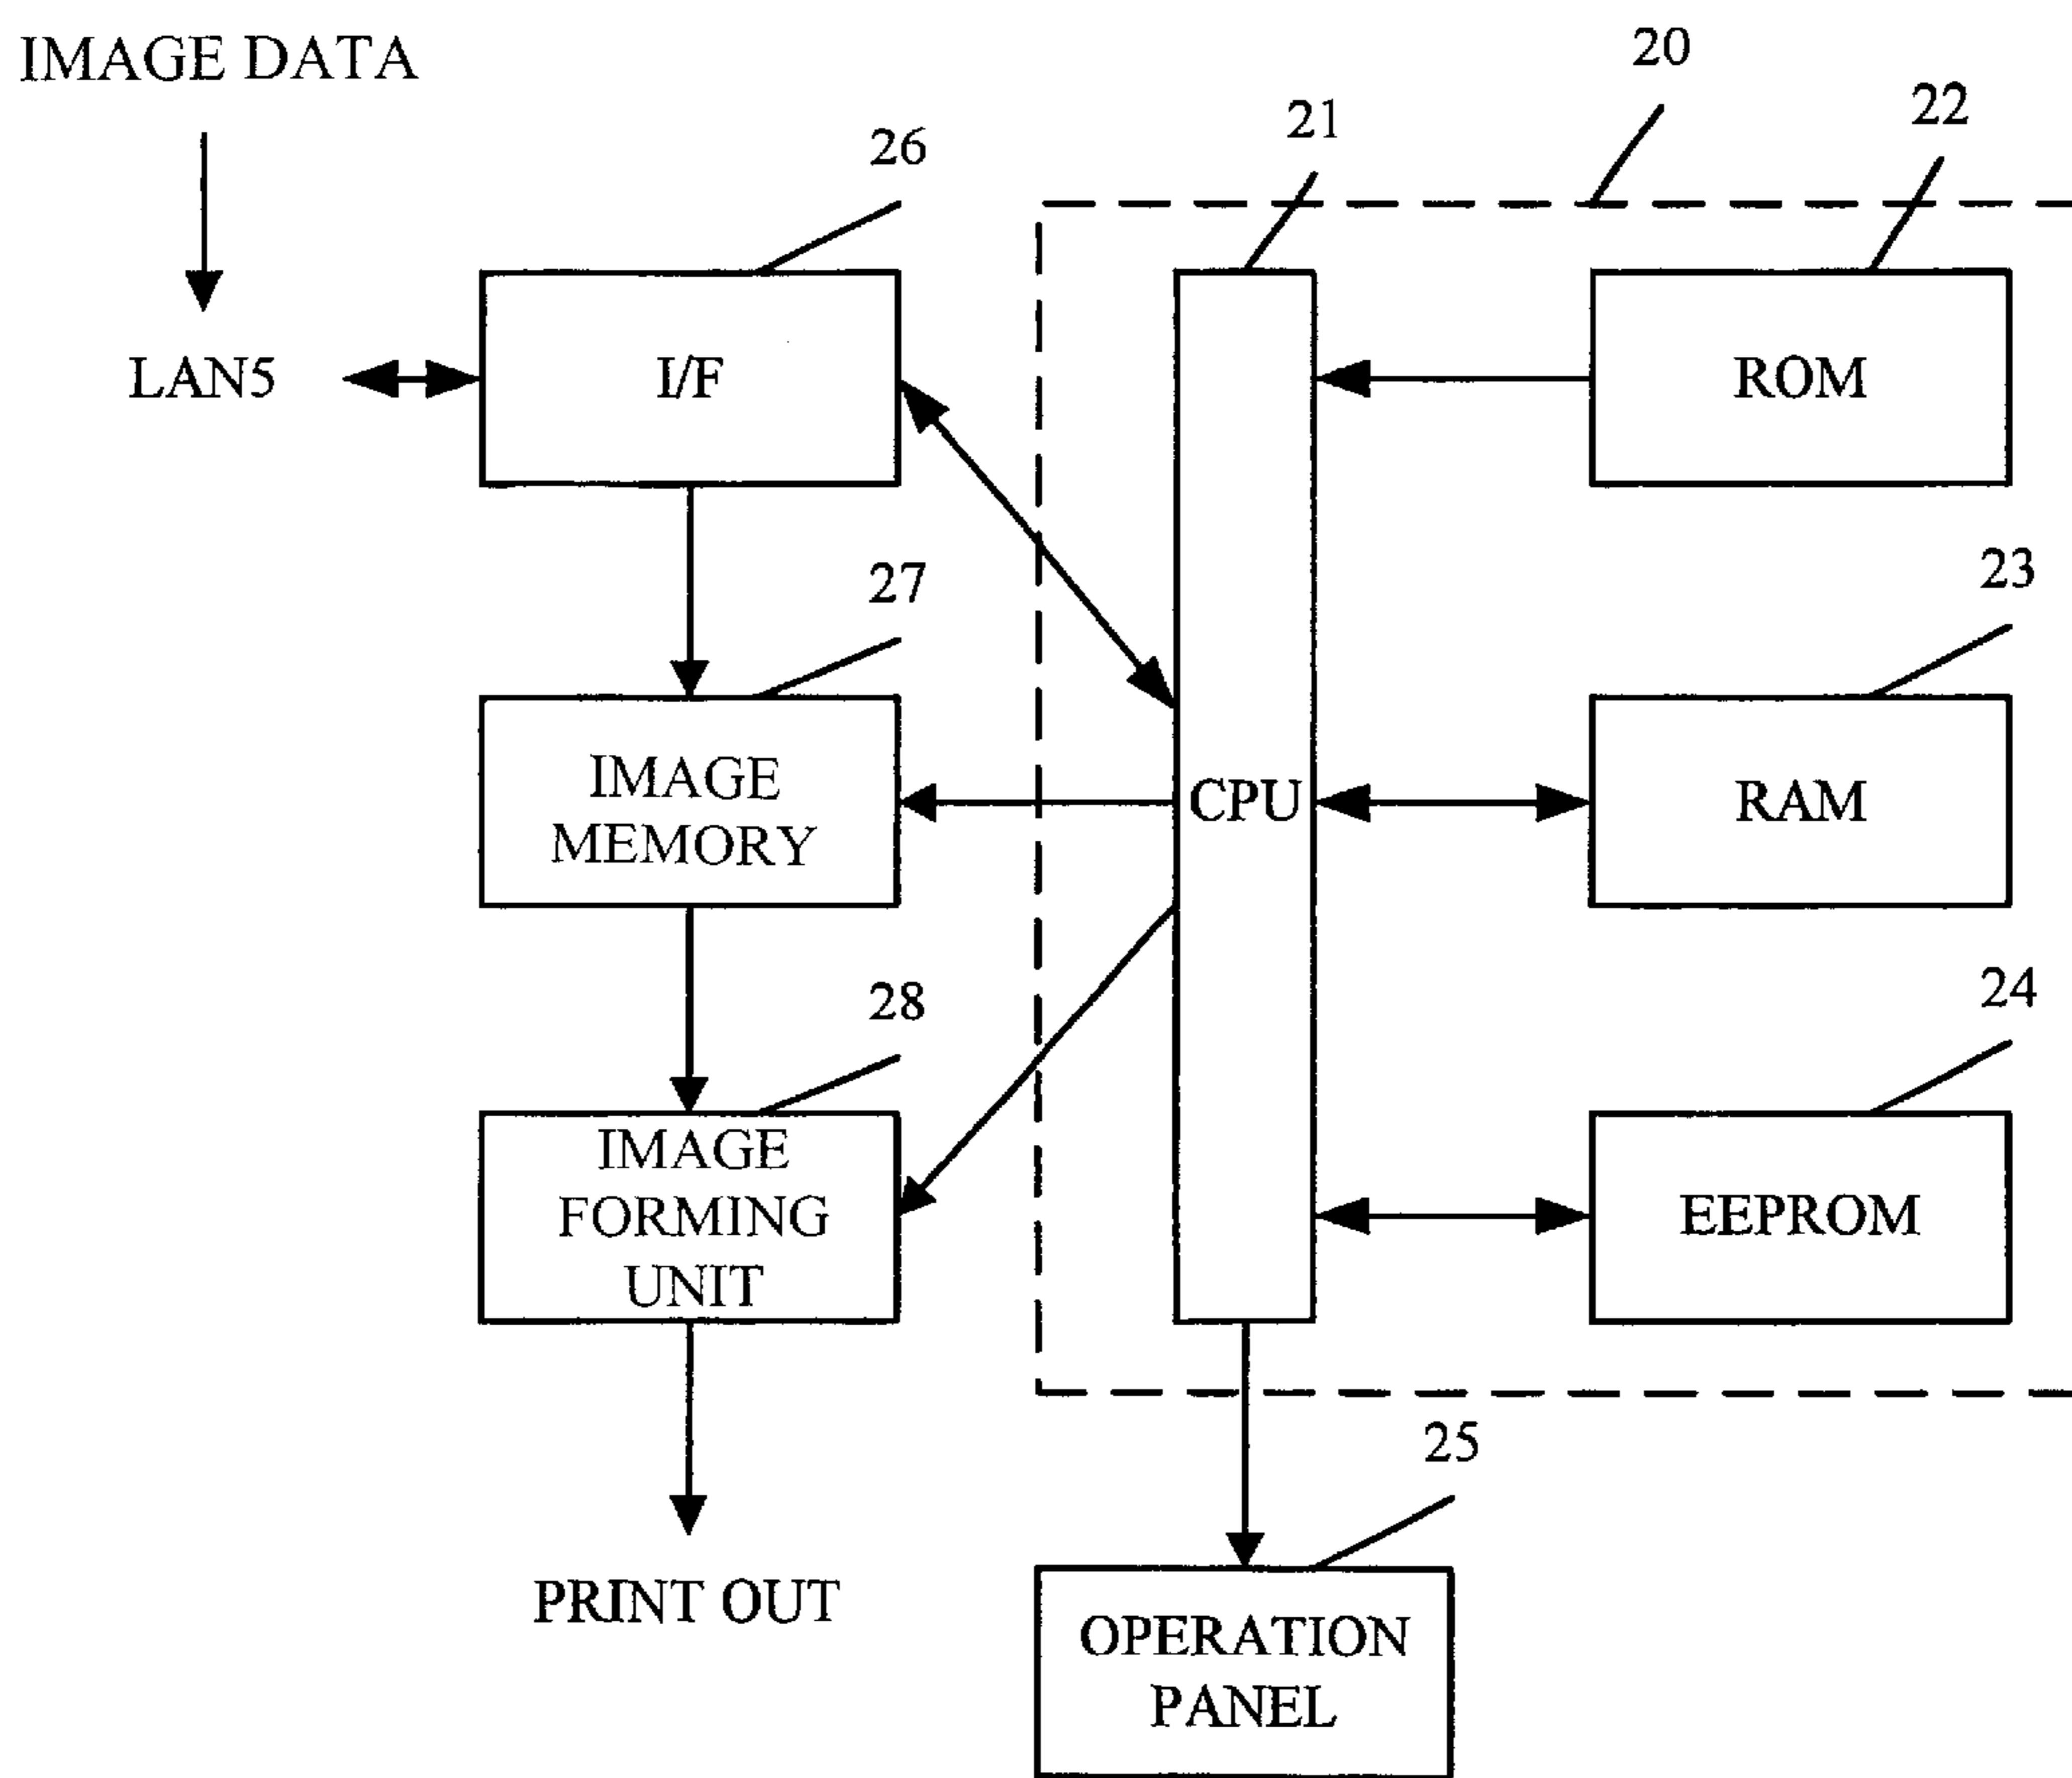 IMAGE DATA
20
22
21
26
LAN5
I/F
ROM
27
23
IMAGE
MEMORY
CPU
RAM
28
24
IMAGE
FORMING
UNIT
EEPROM
25
PRINT OUT
OPERATION
PANEL